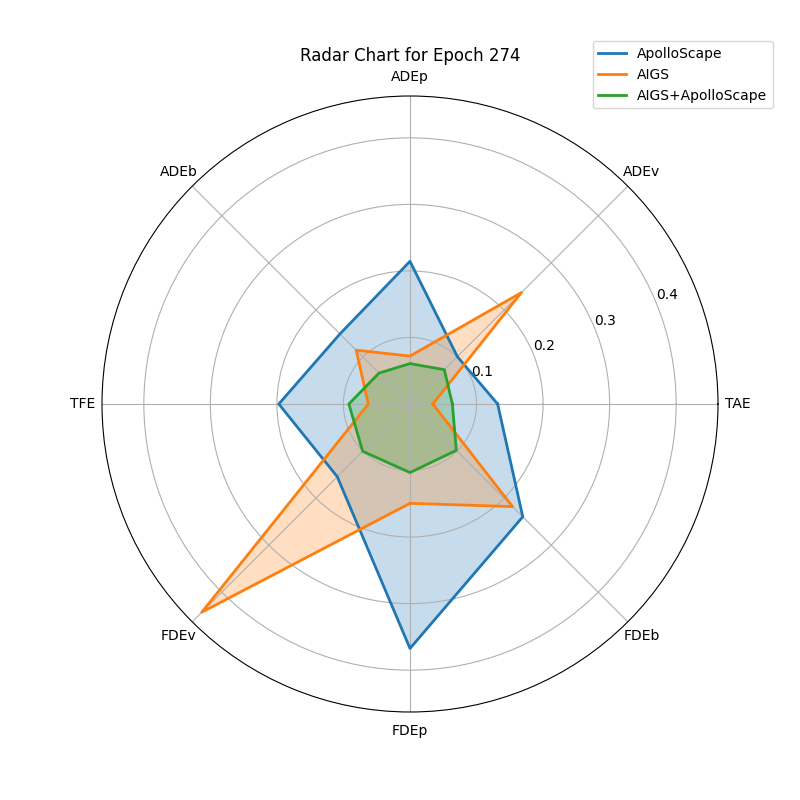 Radar Chart for Epoch 274
ApolloScape
AIGS
AIGS+ApolloScape
ADEp
ADEb
ADEv
0.4
0.3
0.2
0.1
TFE
TAE
FDEv
FDEb
FDEp